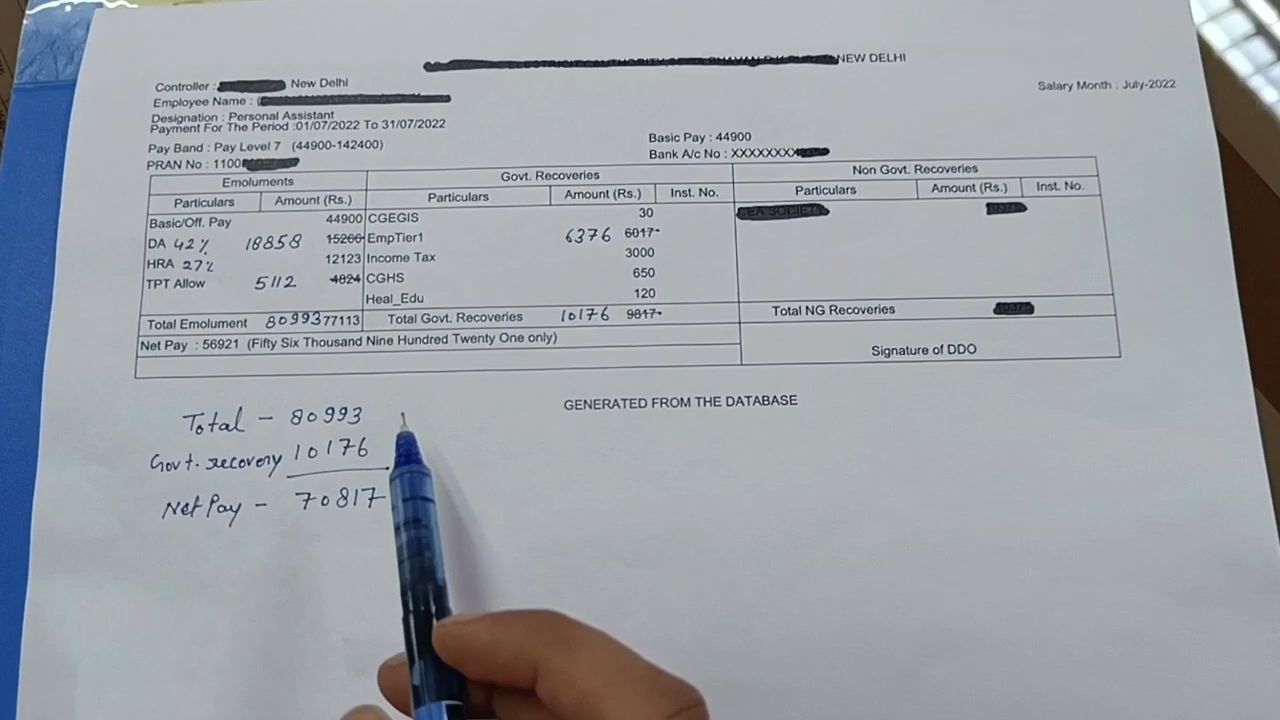 NEW DELHI
Controller : New Delhi
Salary Month : July-2022
Employee Name : (
Designation : Personal Assistant
Payment For The Period :01/07/2022 To 31/07/2022
Pay Band : Pay Level 7 (44900-142400)
Basic Pay : 44900
PRAN No : 1100
Bank A/c No : XXXXXXXX
Emoluments Govt. Recoveries Non Govt. Recoveries
Particulars Amount (Rs.) Particulars Amount (Rs.) Inst. No. Particulars Amount (Rs.) Inst. No.
Basic/Off. Pay 44900 CGEGIS 30
DA 42% 18858 15266 EmpTier1 6376 6017
HRA 27% 12123 Income Tax 3000
TPT Allow 5112 4824 CGHS 650
Heal_Edu 120
Total Emolument 80993 77113 Total Govt. Recoveries 10176 9817 Total NG Recoveries
Net Pay : 56921 (Fifty Six Thousand Nine Hundred Twenty One only)
Signature of DDO
GENERATED FROM THE DATABASE
Total - 80993
Govt. recovery 10176
Net Pay - 70817